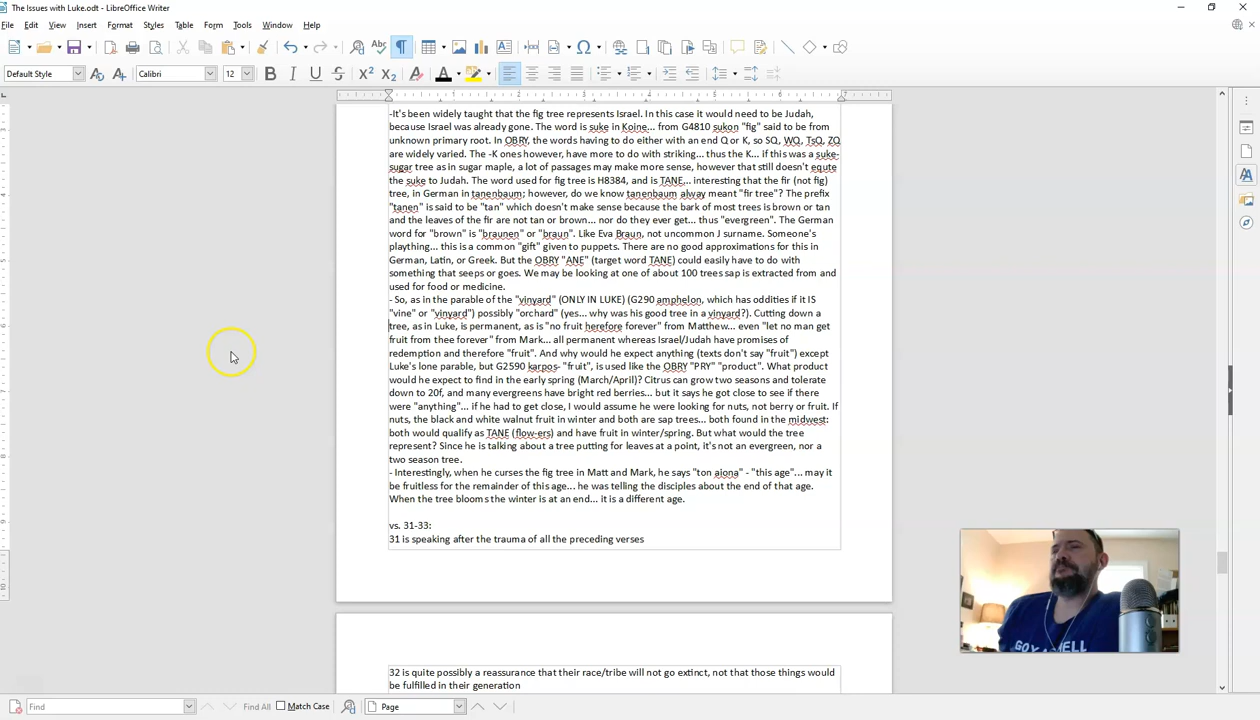 The Issues with Luke.odt - LibreOffice Writer
File Edit View Insert Format Styles Table Form Tools Window Help
Default Style Calibri 12
-It's been widely taught that the fig tree represents Israel. In this case it would need to be Judah,
because Israel was already gone. The word is suke in Koine... from G4810 sukon "fig" said to be from
unknown primary root. In OBRY, the words having to do either with an end Q or K, so SQ, WQ, TsQ, ZQ
are widely varied. The -K ones however, have more to do with striking... thus the K... if this was a suke-
sugar tree as in sugar maple, a lot of passages may make more sense, however that still doesn't equte
the suke to Judah. The word used for fig tree is H8384, and is TANE... interesting that the fir (not fig)
tree, in German in tanenbaum; however, do we know tanenbaum alway meant "fir tree"? The prefix
"tanen" is said to be "tan" which doesn't make sense because the bark of most trees is brown or tan
and the leaves of the fir are not tan or brown... nor do they ever get... thus "evergreen". The German
word for "brown" is "braunen" or "braun". Like Eva Braun, not uncommon J surname. Someone's
plaything... this is a common "gift" given to puppets. There are no good approximations for this in
German, Latin, or Greek. But the OBRY "ANE" (target word TANE) could easily have to do with
something that seeps or goes. We may be looking at one of about 100 trees sap is extracted from and
used for food or medicine.
- So, as in the parable of the "vinyard" (ONLY IN LUKE) (G290 amphelon, which has oddities if it IS
"vine" or "vinyard") possibly "orchard" (yes... why was his good tree in a vinyard?). Cutting down a
tree, as in Luke, is permanent, as is "no fruit herefore forever" from Matthew... even "let no man get
fruit from thee forever" from Mark... all permanent whereas Israel/Judah have promises of
redemption and therefore "fruit". And why would he expect anything (texts don't say "fruit") except
Luke's lone parable, but G2590 karpos- "fruit", is used like the OBRY "PRY" "product". What product
would he expect to find in the early spring (March/April)? Citrus can grow two seasons and tolerate
down to 20f, and many evergreens have bright red berries... but it says he got close to see if there
were "anything"... if he had to get close, I would assume he were looking for nuts, not berry or fruit. If
nuts, the black and white walnut fruit in winter and both are sap trees... both found in the midwest:
both would qualify as TANE (flow-ers) and have fruit in winter/spring. But what would the tree
represent? Since he is talking about a tree putting for leaves at a point, it's not an evergreen, nor a
two season tree.
- Interestingly, when he curses the fig tree in Matt and Mark, he says "ton aiona" - "this age"... may it
be fruitless for the remainder of this age... he was telling the disciples about the end of that age.
When the tree blooms the winter is at an end... it is a different age.
vs. 31-33:
31 is speaking after the trauma of all the preceding verses
32 is quite possibly a reassurance that their race/tribe will not go extinct, not that those things would
be fulfilled in their generation
Find Find All Match Case Page